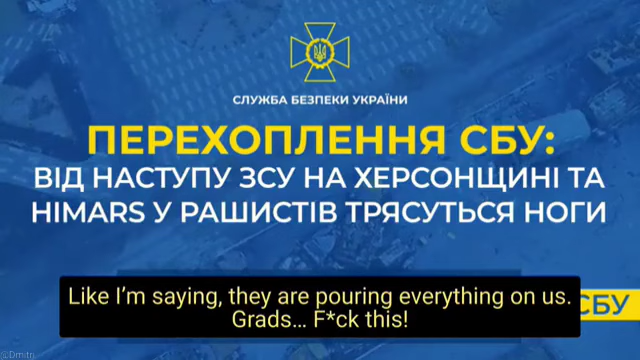 СЛУЖБА БЕЗПЕКИ УКРАЇНИ
ПЕРЕХОПЛЕННЯ СБУ:
ВІД НАСТУПУ ЗСУ НА ХЕРСОНЩИНІ ТА
HIMARS У РАШИСТІВ ТРЯСУТЬСЯ НОГИ
Like I'm saying, they are pouring everything on us.
Grads... F*ck this!
СБУ
@Dmitri